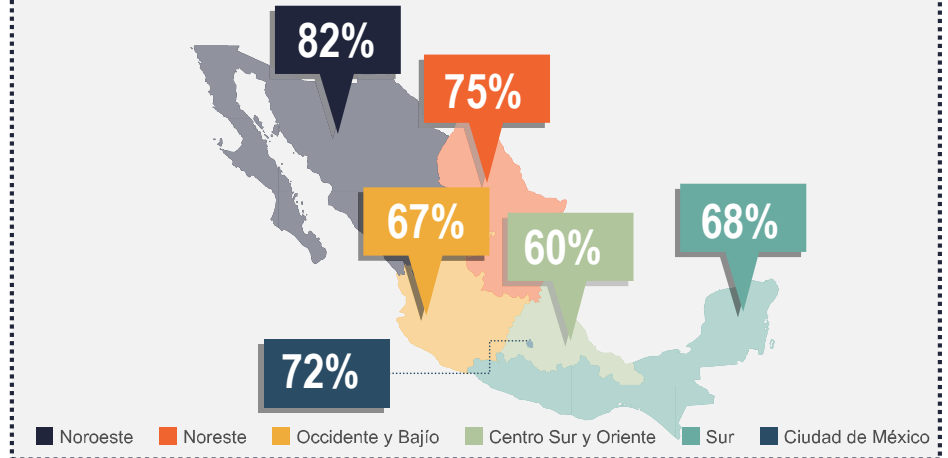 82%
75%
67%
60%
68%
72%
Noroeste
Noreste
Occidente y Bajío
Centro Sur y Oriente
Sur
Ciudad de México